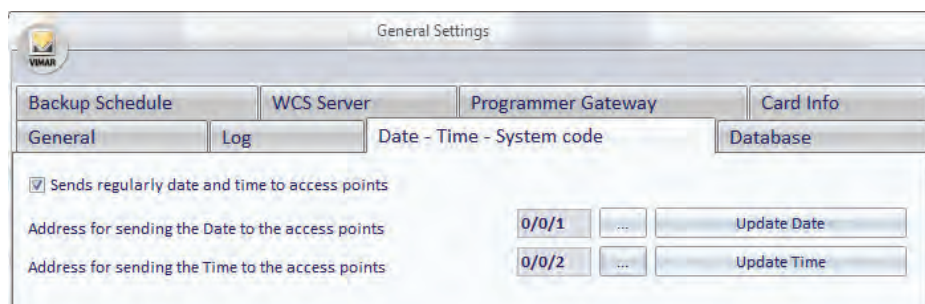 General Settings
VIMAR
Backup Schedule WCS Server Programmer Gateway Card Info
General Log Date - Time - System code Database
Sends regularly date and time to access points
Address for sending the Date to the access points 0/0/1 ... Update Date
Address for sending the Time to the access points 0/0/2 ... Update Time